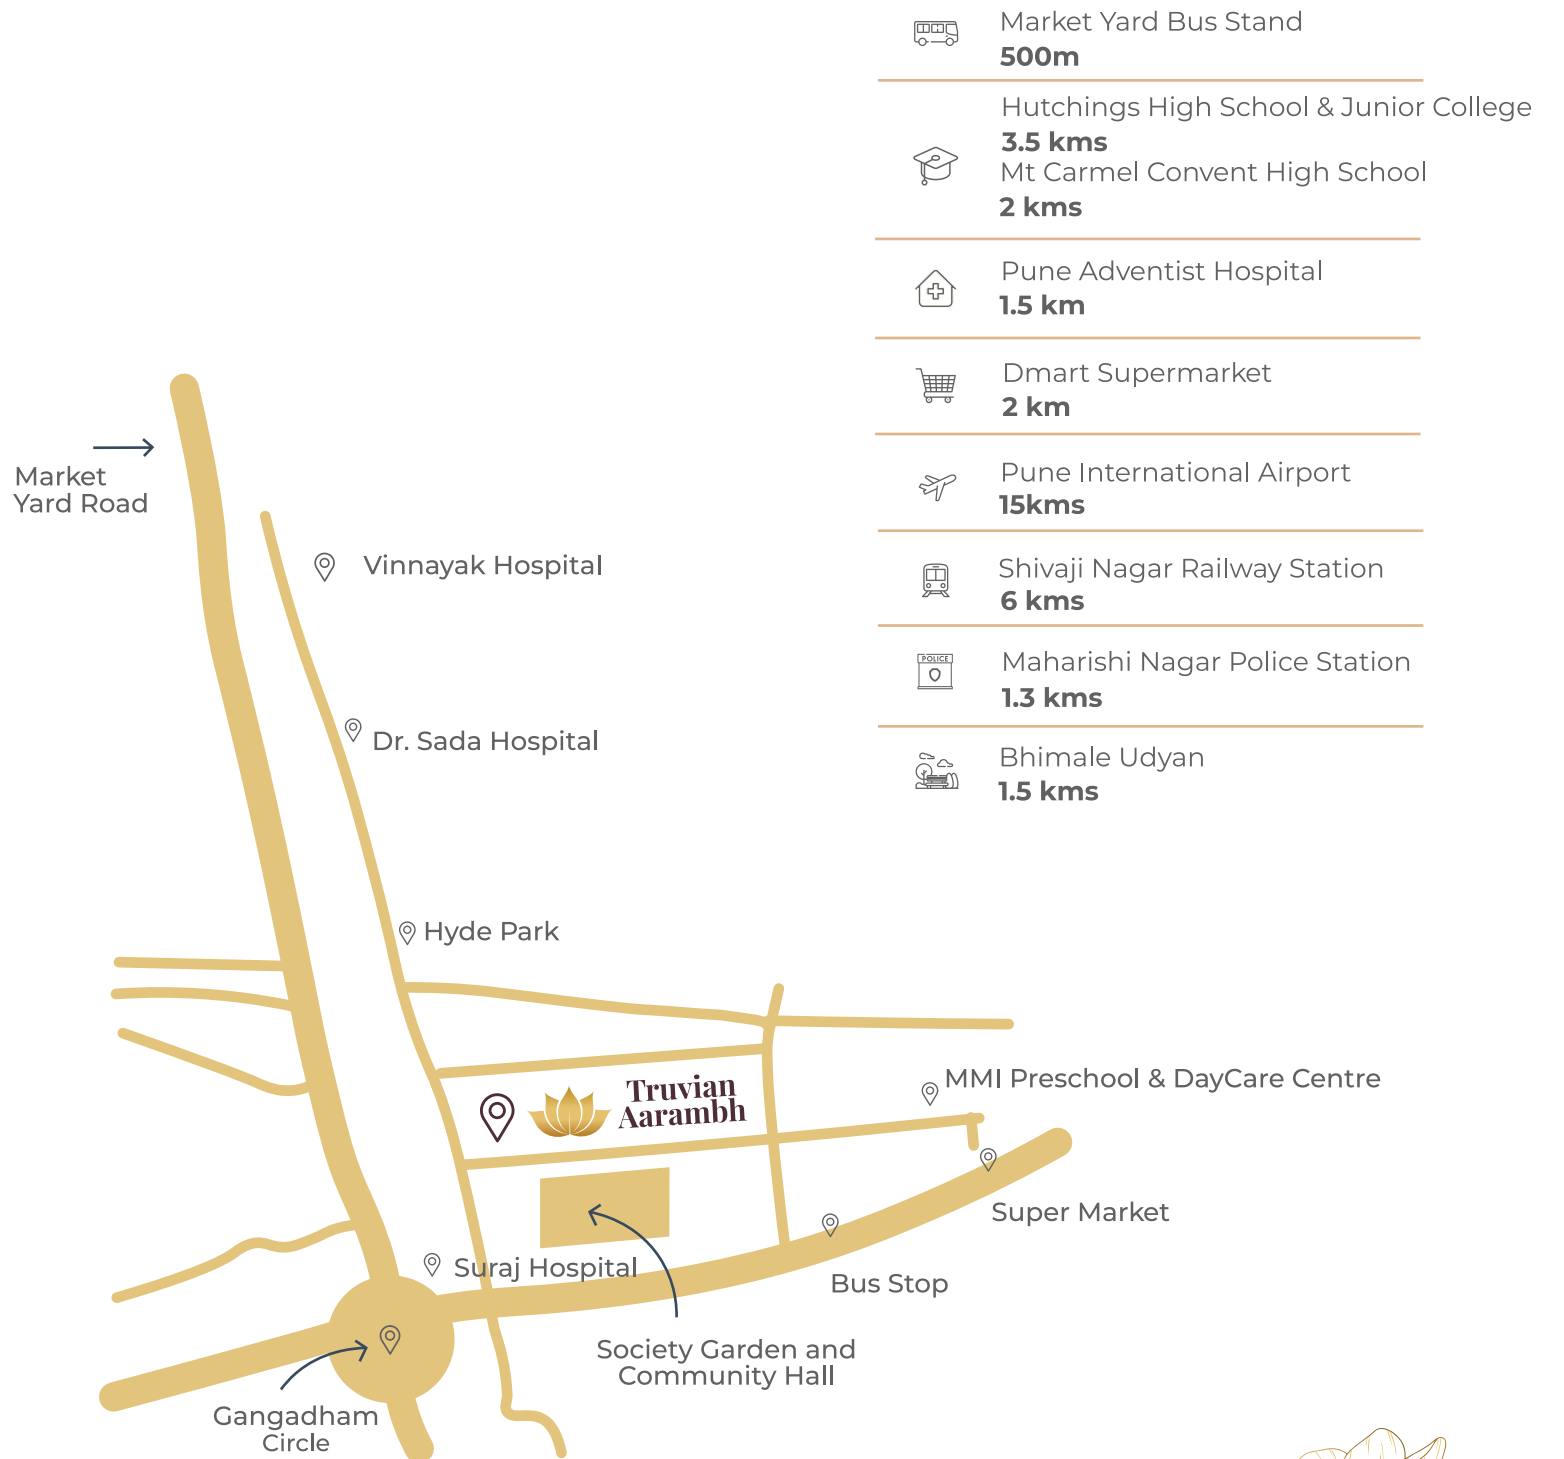 Market Yard Bus Stand
500m
Hutchings High School & Junior College
3.5 kms
Mt Carmel Convent High School
2 kms
Pune Adventist Hospital
1.5 km
Dmart Supermarket
2 km
Pune International Airport
15kms
Shivaji Nagar Railway Station
6 kms
POLICE
Maharishi Nagar Police Station
1.3 kms
Bhimale Udyan
1.5 kms
Market
Yard Road
Vinnayak Hospital
Dr. Sada Hospital
Hyde Park
Truvian
Aarambh
MMI Preschool & DayCare Centre
Super Market
Suraj Hospital
Bus Stop
Society Garden and
Community Hall
Gangadham
Circle